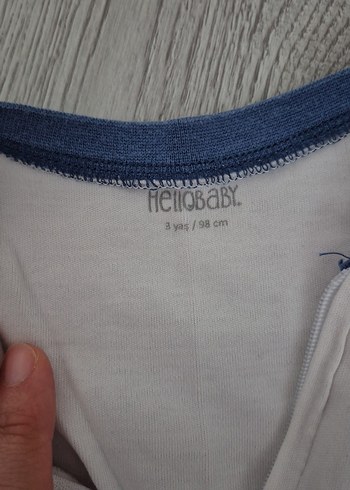 HELLOBABY.
3 yaş / 98 cm